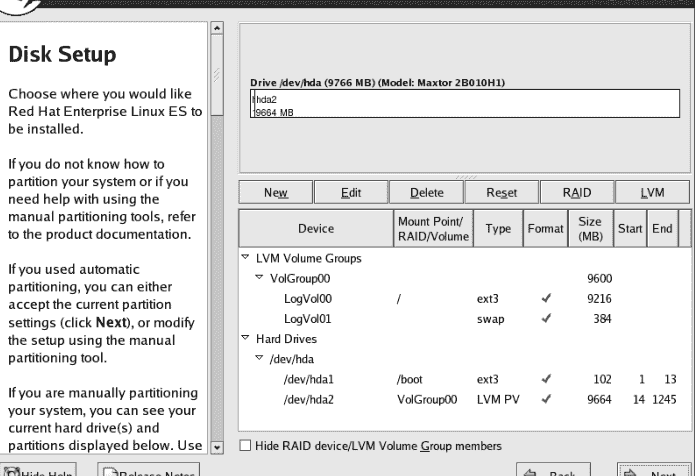 Disk Setup
Choose where you would like
Red Hat Enterprise Linux ES to
be installed.
If you do not know how to
partition your system or if you
need help with using the
manual partitioning tools, refer
to the product documentation.
If you used automatic
partitioning, you can either
accept the current partition
settings (click Next), or modify
the setup using the manual
partitioning tool.
If you are manually partitioning
your system, you can see your
current hard drive(s) and
partitions displayed below. Use
Drive /dev/hda (9766 MB) (Model: Maxtor 2B010H1)
hda2
9664 MB
New Edit Delete Reset RAID LVM
Device Mount Point/ RAID/Volume Type Format Size (MB) Start End
LVM Volume Groups
VolGroup00 9600
LogVol00 / ext3 ✓ 9216
LogVol01 swap ✓ 384
Hard Drives
/dev/hda
/dev/hda1 /boot ext3 ✓ 102 1 13
/dev/hda2 VolGroup00 LVM PV ✓ 9664 14 1245
Hide RAID device/LVM Volume Group members
Hide Help Release Notes Back Next